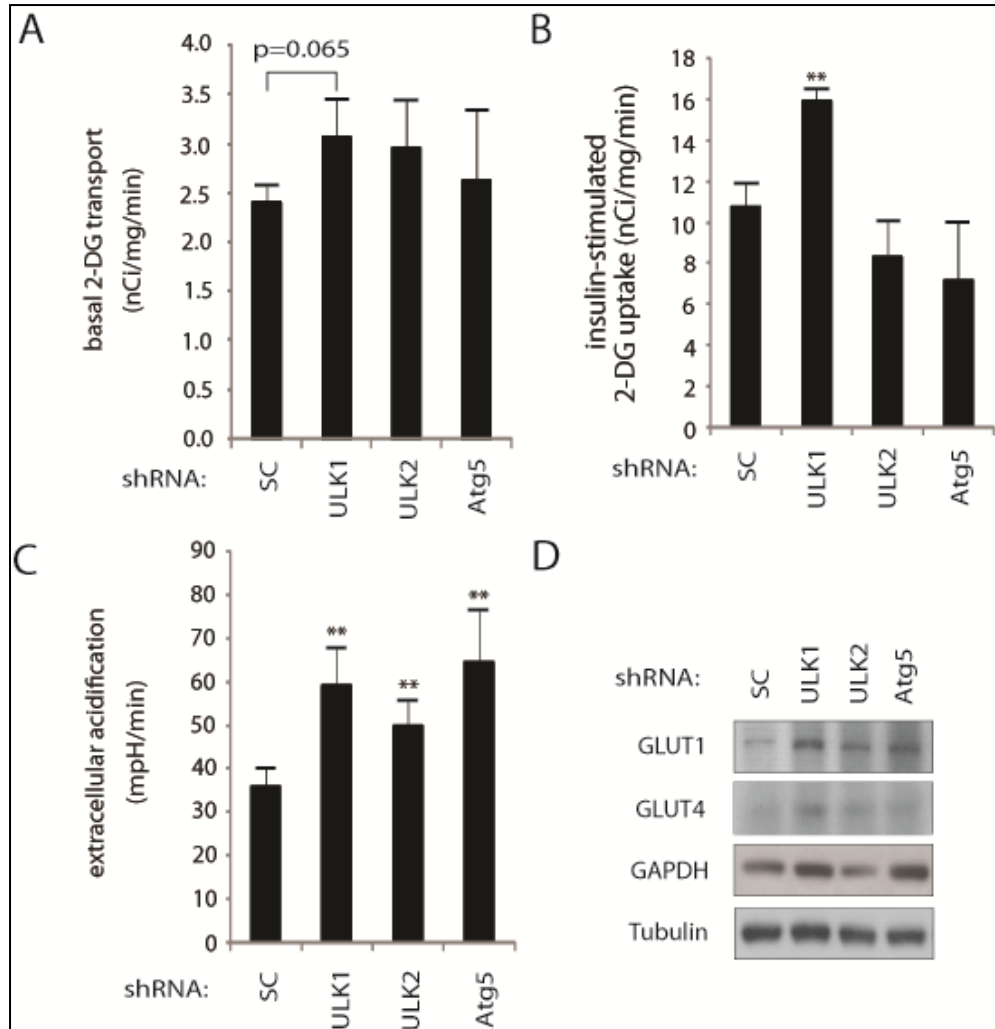 A
p=0.065
basal 2-DG transport
(nCi/mg/min)
4.0
3.5
3.0
2.5
2.0
1.5
1.0
0.5
0.0
shRNA:
SC
ULK1
ULK2
Atg5
B
**
insulin-stimulated
2-DG uptake (nCi/mg/min)
18
16
14
12
10
8
6
4
2
0
SC
ULK1
ULK2
Atg5
C
extracellular acidification
(mpH/min)
90
80
70
60
50
40
30
20
10
0
**
**
**
shRNA:
SC
ULK1
ULK2
Atg5
D
shRNA:
SC
ULK1
ULK2
Atg5
GLUT1
GLUT4
GAPDH
Tubulin